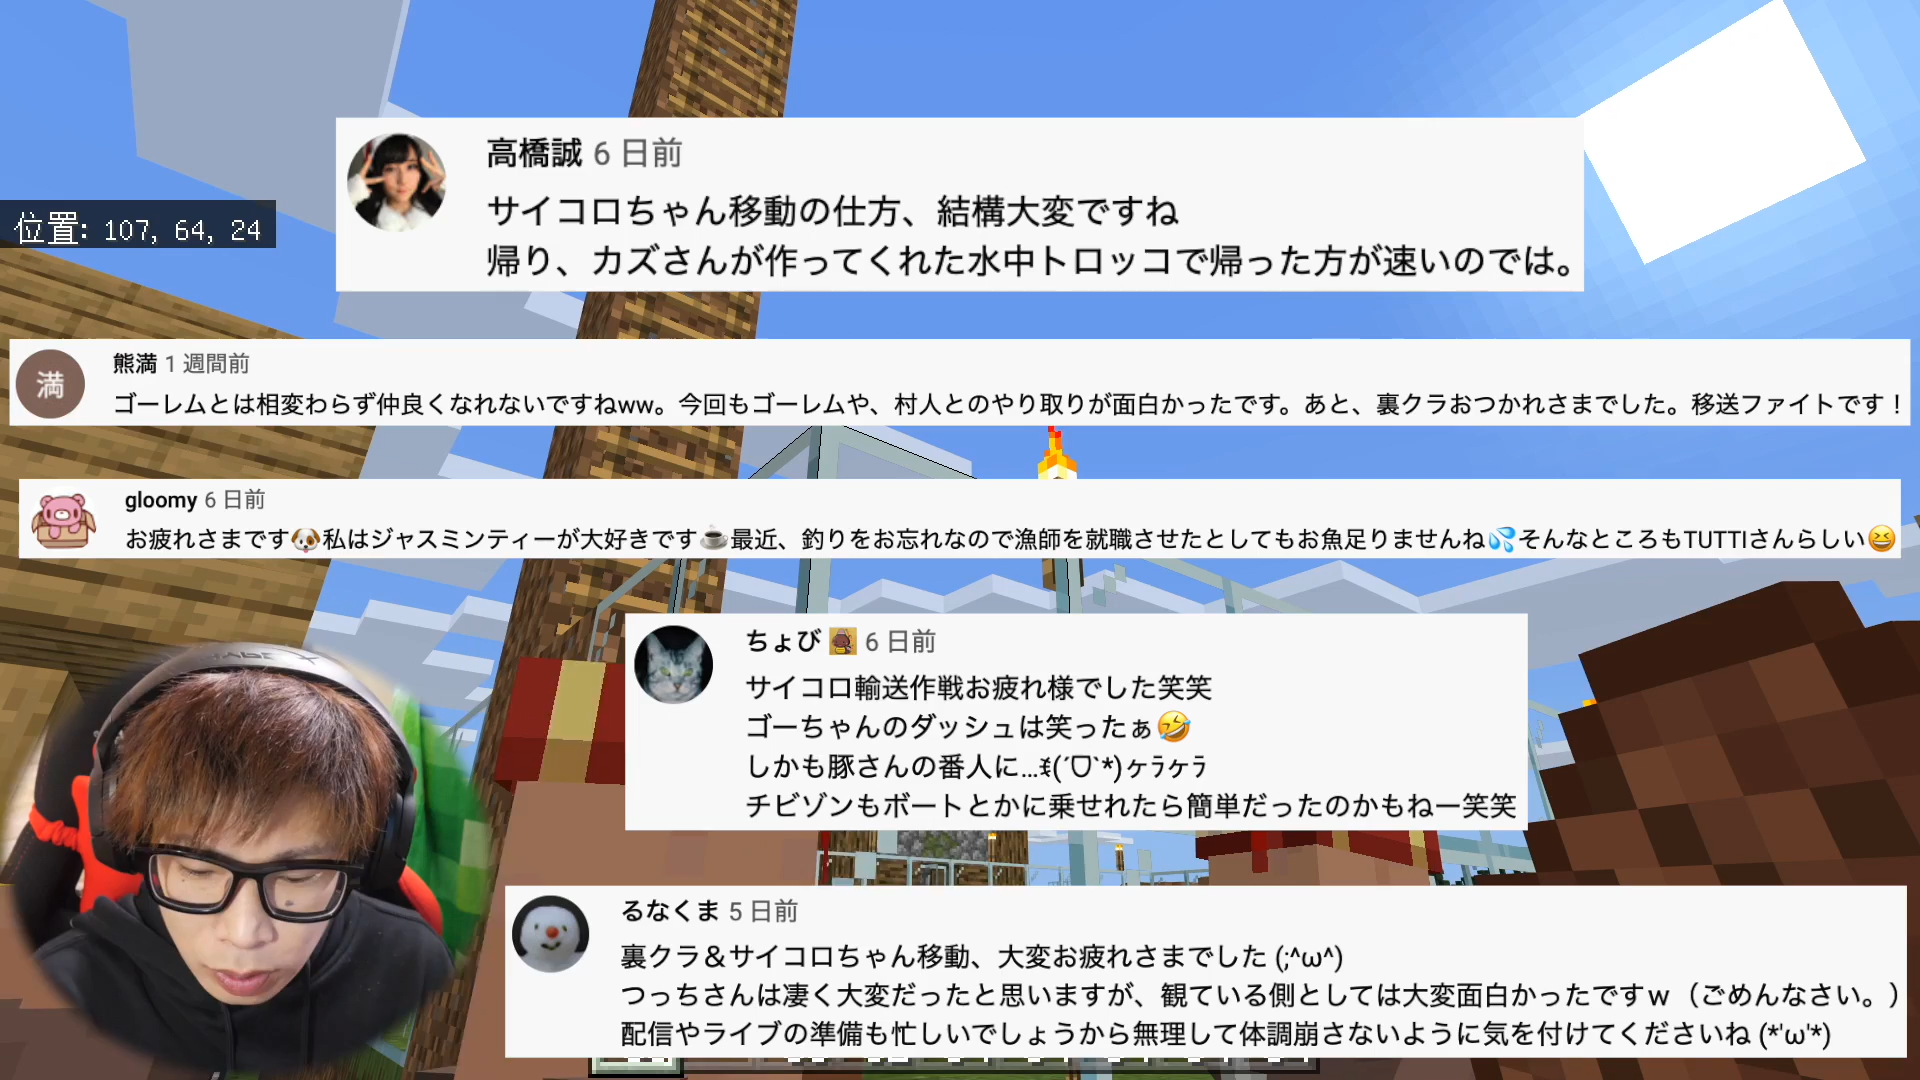 高橋誠 6 日前
サイコロちゃん移動の仕方、結構大変ですね
帰り、カズさんが作ってくれた水中トロッコで帰った方が速いのでは。
位置: 107, 64, 24
満
熊満 1 週間前
ゴーレムとは相変わらず仲良くなれないですねww。今回もゴーレムや、村人とのやり取りが面白かったです。あと、裏クラおつかれさまでした。移送ファイトです！
gloomy 6 日前
お疲れさまです🐶私はジャスミンティーが大好きです☕最近、釣りをお忘れなので漁師を就職させたとしてもお魚足りませんね💦そんなところもTUTTIさんらしい😆
ちょび 6 日前
サイコロ輸送作戦お疲れ様でした笑笑
ゴーちゃんのダッシュは笑ったぁ🤣
しかも豚さんの番人に...ﾐ(´ᗜ`*)ヶﾗヶﾗ
チビゾンもボートとかに乗せれたら簡単だったのかもねー笑笑
るなくま 5 日前
裏クラ＆サイコロちゃん移動、大変お疲れさまでした (;^ω^)
つっちさんは凄く大変だったと思いますが、観ている側としては大変面白かったですｗ（ごめんなさい。）
配信やライブの準備も忙しいでしょうから無理して体調崩さないように気を付けてくださいね (*'ω'*)